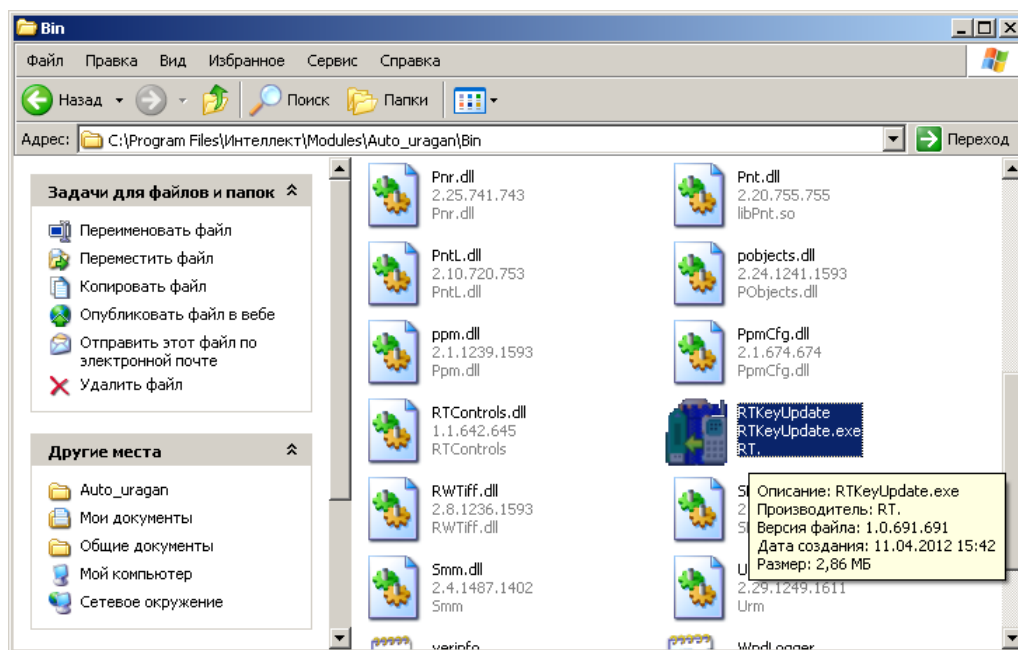 Bin
Файл Правка Вид Избранное Сервис Справка
Назад Поиск Папки
Адрес: C:\Program Files\Интеллект\Modules\Auto_uragan\Bin Переход
Задачи для файлов и папок
Переименовать файл
Переместить файл
Копировать файл
Опубликовать файл в вебе
Отправить этот файл по
электронной почте
Удалить файл
Другие места
Auto_uragan
Мои документы
Общие документы
Мой компьютер
Сетевое окружение
Pnr.dll
2.25.741.743
Pnr.dll
Pnt.dll
2.20.755.755
libPnt.so
PntL.dll
2.10.720.753
PntL.dll
pobjects.dll
2.24.1241.1593
PObjects.dll
ppm.dll
2.1.1239.1593
Ppm.dll
PpmCfg.dll
2.1.674.674
PpmCfg.dll
RTControls.dll
1.1.642.645
RTControls
RTKeyUpdate
RTKeyUpdate.exe
RT.
RWTiff.dll
2.8.1236.1593
RWTiff.dll
Описание: RTKeyUpdate.exe
Производитель: RT.
Версия файла: 1.0.691.691
Дата создания: 11.04.2012 15:42
Размер: 2,86 МБ
Smm.dll
2.4.1487.1402
Smm
2.29.1249.1611
Urm
verinfo
WndLogger